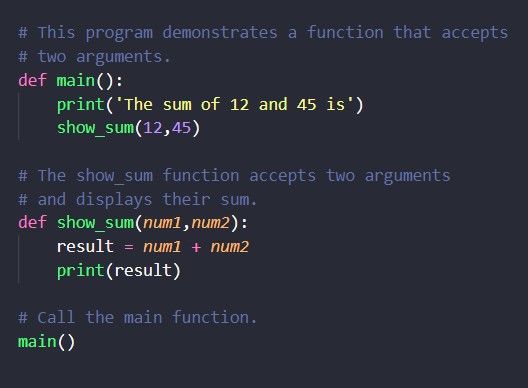 # This program demonstrates a function that accepts
# two arguments.
def main():
    print('The sum of 12 and 45 is')
    show_sum(12,45)

# The show_sum function accepts two arguments
# and displays their sum.
def show_sum(num1,num2):
    result = num1 + num2
    print(result)

# Call the main function.
main()